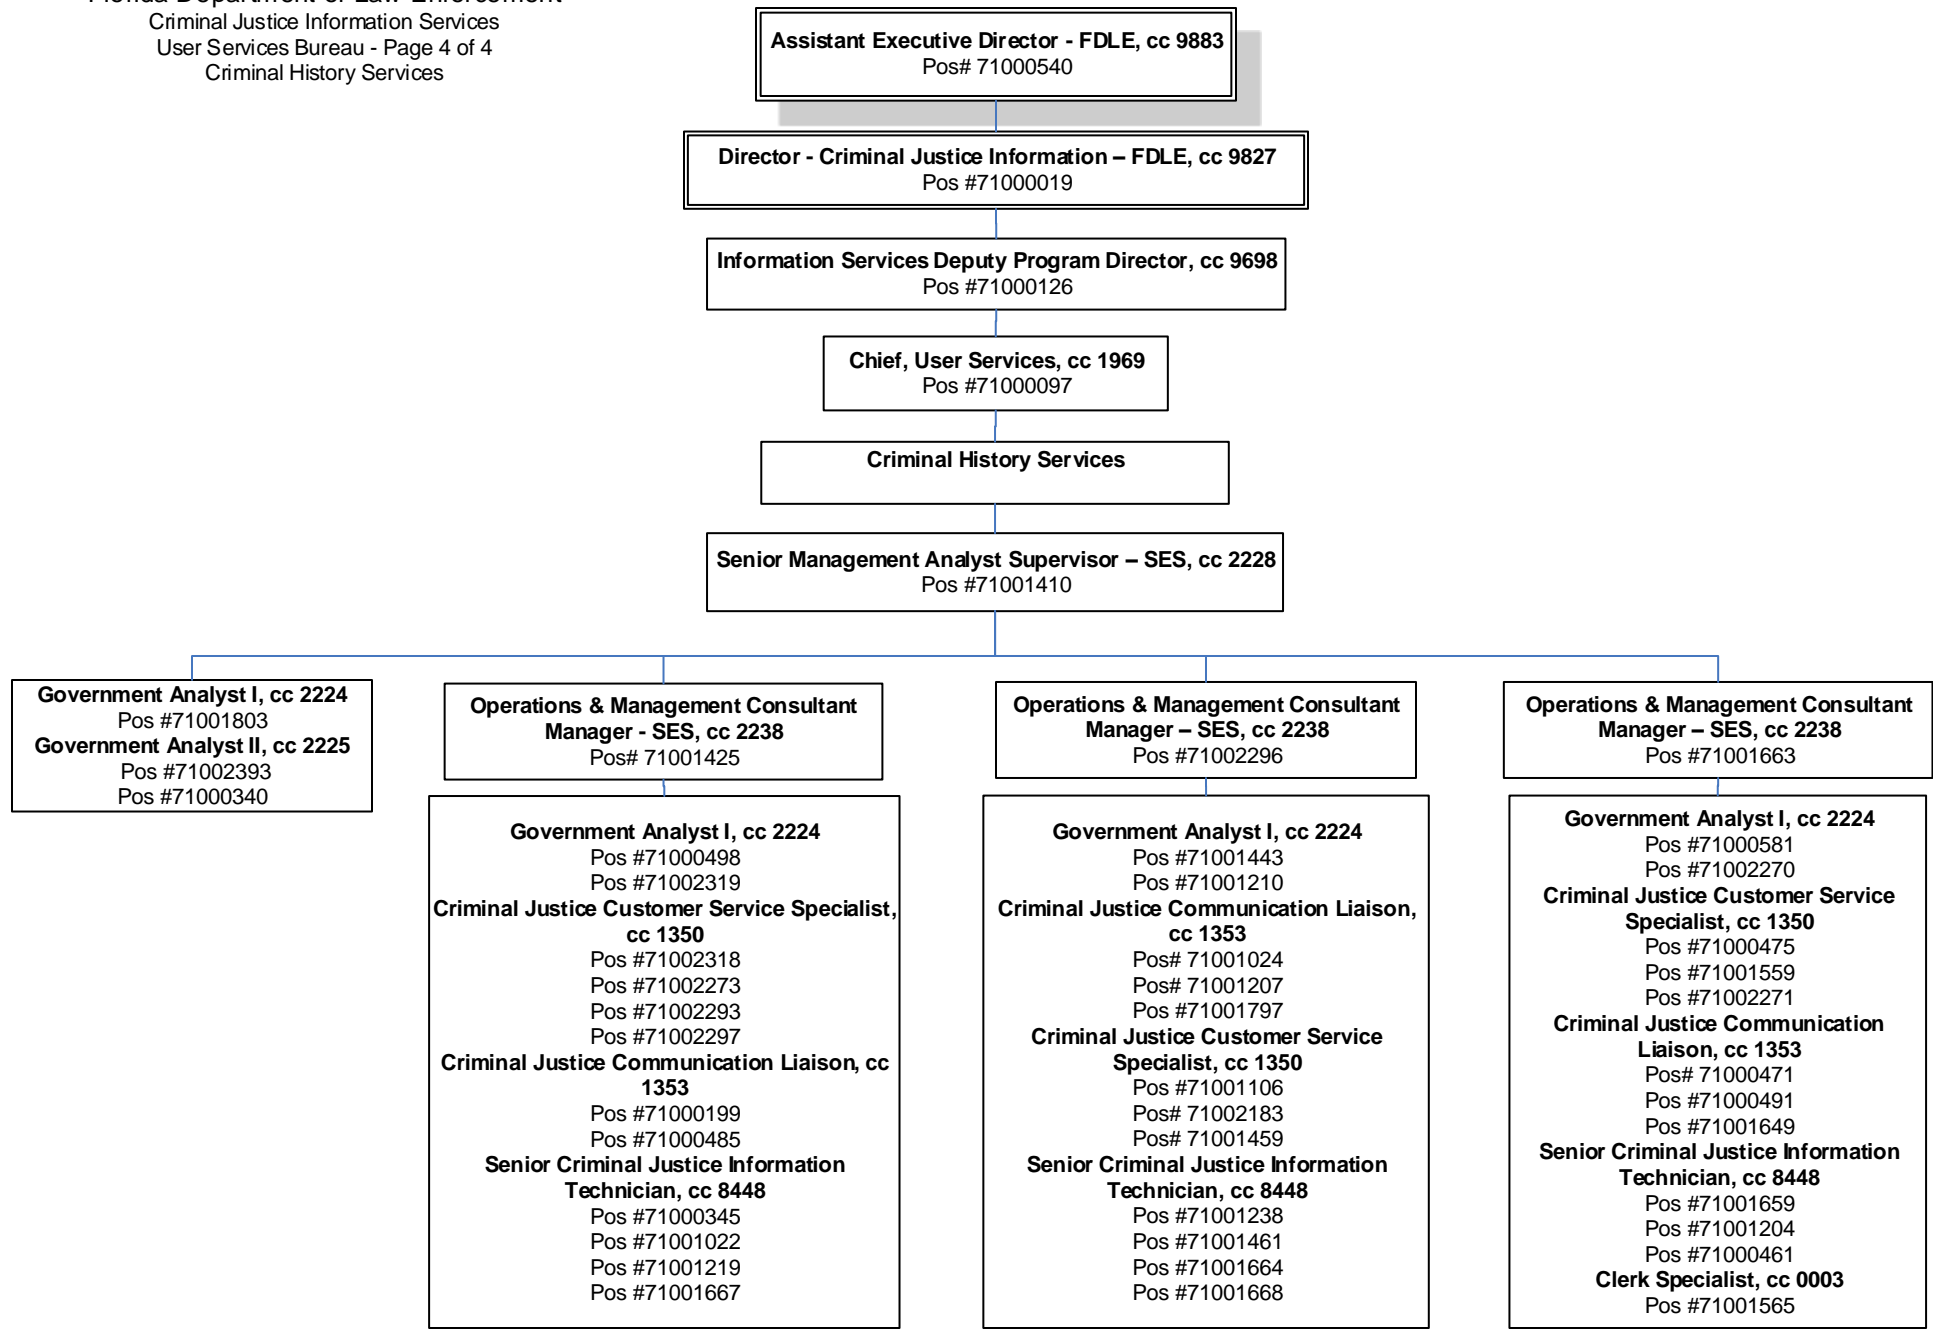 Florida Department of Law Enforcement
Criminal Justice Information Services
User Services Bureau - Page 4 of 4
Criminal History Services
Assistant Executive Director - FDLE, cc 9883
Pos# 71000540
Director - Criminal Justice Information – FDLE, cc 9827
Pos #71000019
Information Services Deputy Program Director, cc 9698
Pos #71000126
Chief, User Services, cc 1969
Pos #71000097
Criminal History Services
Senior Management Analyst Supervisor – SES, cc 2228
Pos #71001410
Government Analyst I, cc 2224
Pos #71001803
Government Analyst II, cc 2225
Pos #71002393
Pos #71000340
Operations & Management Consultant
Manager - SES, cc 2238
Pos# 71001425
Government Analyst I, cc 2224
Pos #71000498
Pos #71002319
Criminal Justice Customer Service Specialist,
cc 1350
Pos #71002318
Pos #71002273
Pos #71002293
Pos #71002297
Criminal Justice Communication Liaison, cc
1353
Pos #71000199
Pos #71000485
Senior Criminal Justice Information
Technician, cc 8448
Pos #71000345
Pos #71001022
Pos #71001219
Pos #71001667
Operations & Management Consultant
Manager – SES, cc 2238
Pos #71002296
Government Analyst I, cc 2224
Pos #71001443
Pos #71001210
Criminal Justice Communication Liaison,
cc 1353
Pos# 71001024
Pos# 71001207
Pos #71001797
Criminal Justice Customer Service
Specialist, cc 1350
Pos #71001106
Pos# 71002183
Pos# 71001459
Senior Criminal Justice Information
Technician, cc 8448
Pos #71001238
Pos #71001461
Pos #71001664
Pos #71001668
Operations & Management Consultant
Manager – SES, cc 2238
Pos #71001663
Government Analyst I, cc 2224
Pos #71000581
Pos #71002270
Criminal Justice Customer Service
Specialist, cc 1350
Pos #71000475
Pos #71001559
Pos #71002271
Criminal Justice Communication
Liaison, cc 1353
Pos# 71000471
Pos #71000491
Pos #71001649
Senior Criminal Justice Information
Technician, cc 8448
Pos #71001659
Pos #71001204
Pos #71000461
Clerk Specialist, cc 0003
Pos #71001565